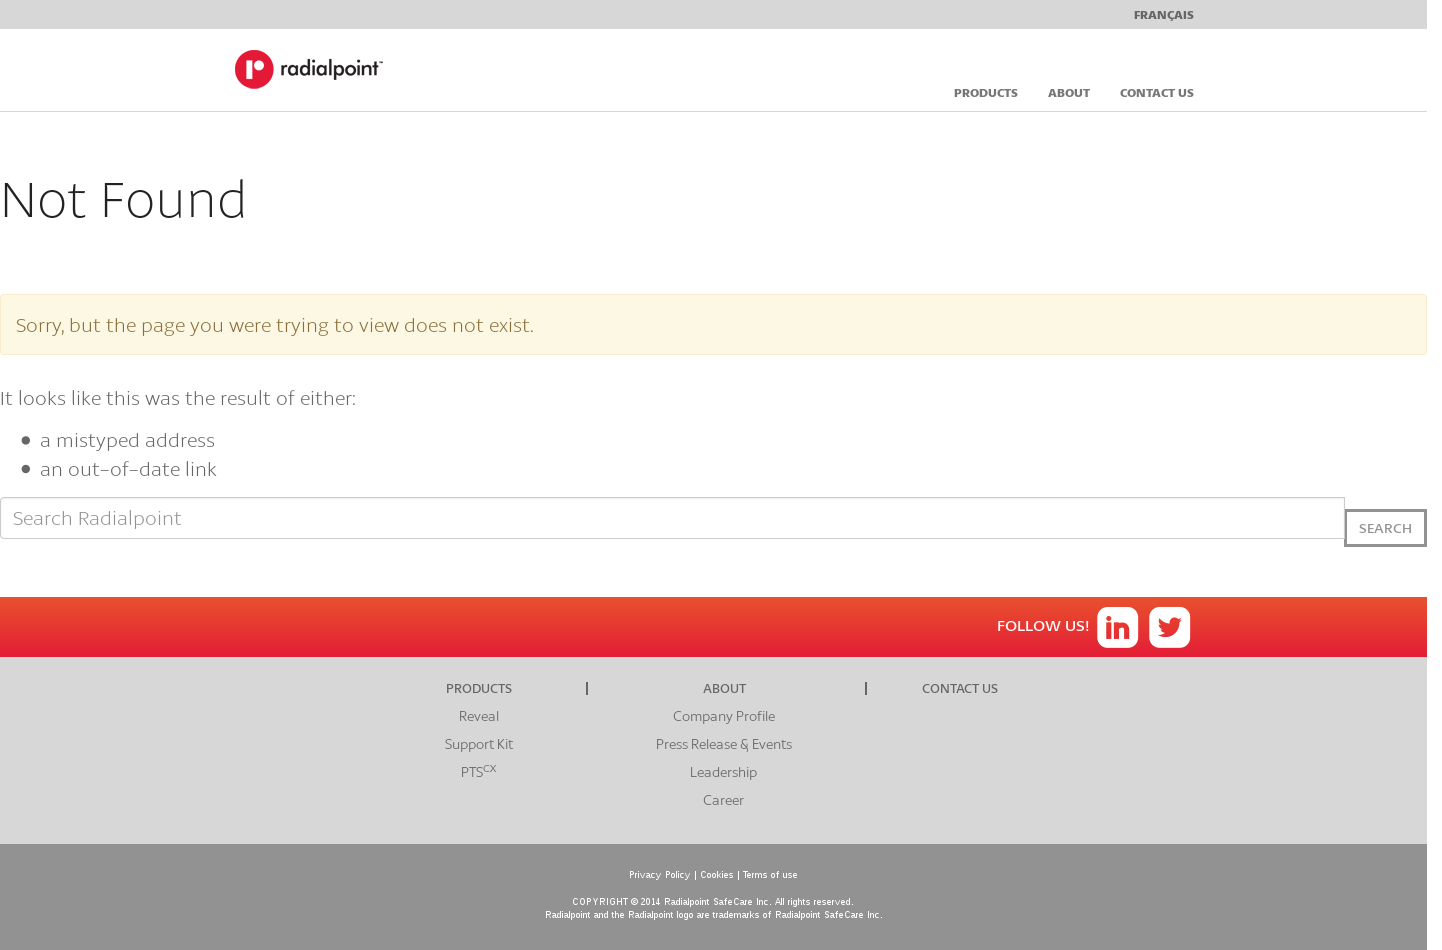 FRANÇAIS
radialpoint™
PRODUCTS ABOUT CONTACT US
Not Found
Sorry, but the page you were trying to view does not exist.
It looks like this was the result of either:
• a mistyped address
• an out-of-date link
Search Radialpoint
SEARCH
FOLLOW US!
PRODUCTS | ABOUT | CONTACT US
Reveal Company Profile
Support Kit Press Release & Events
PTSCX Leadership
Career
Privacy Policy | Cookies | Terms of use
COPYRIGHT © 2014 Radialpoint SafeCare Inc. All rights reserved.
Radialpoint and the Radialpoint logo are trademarks of Radialpoint SafeCare Inc.